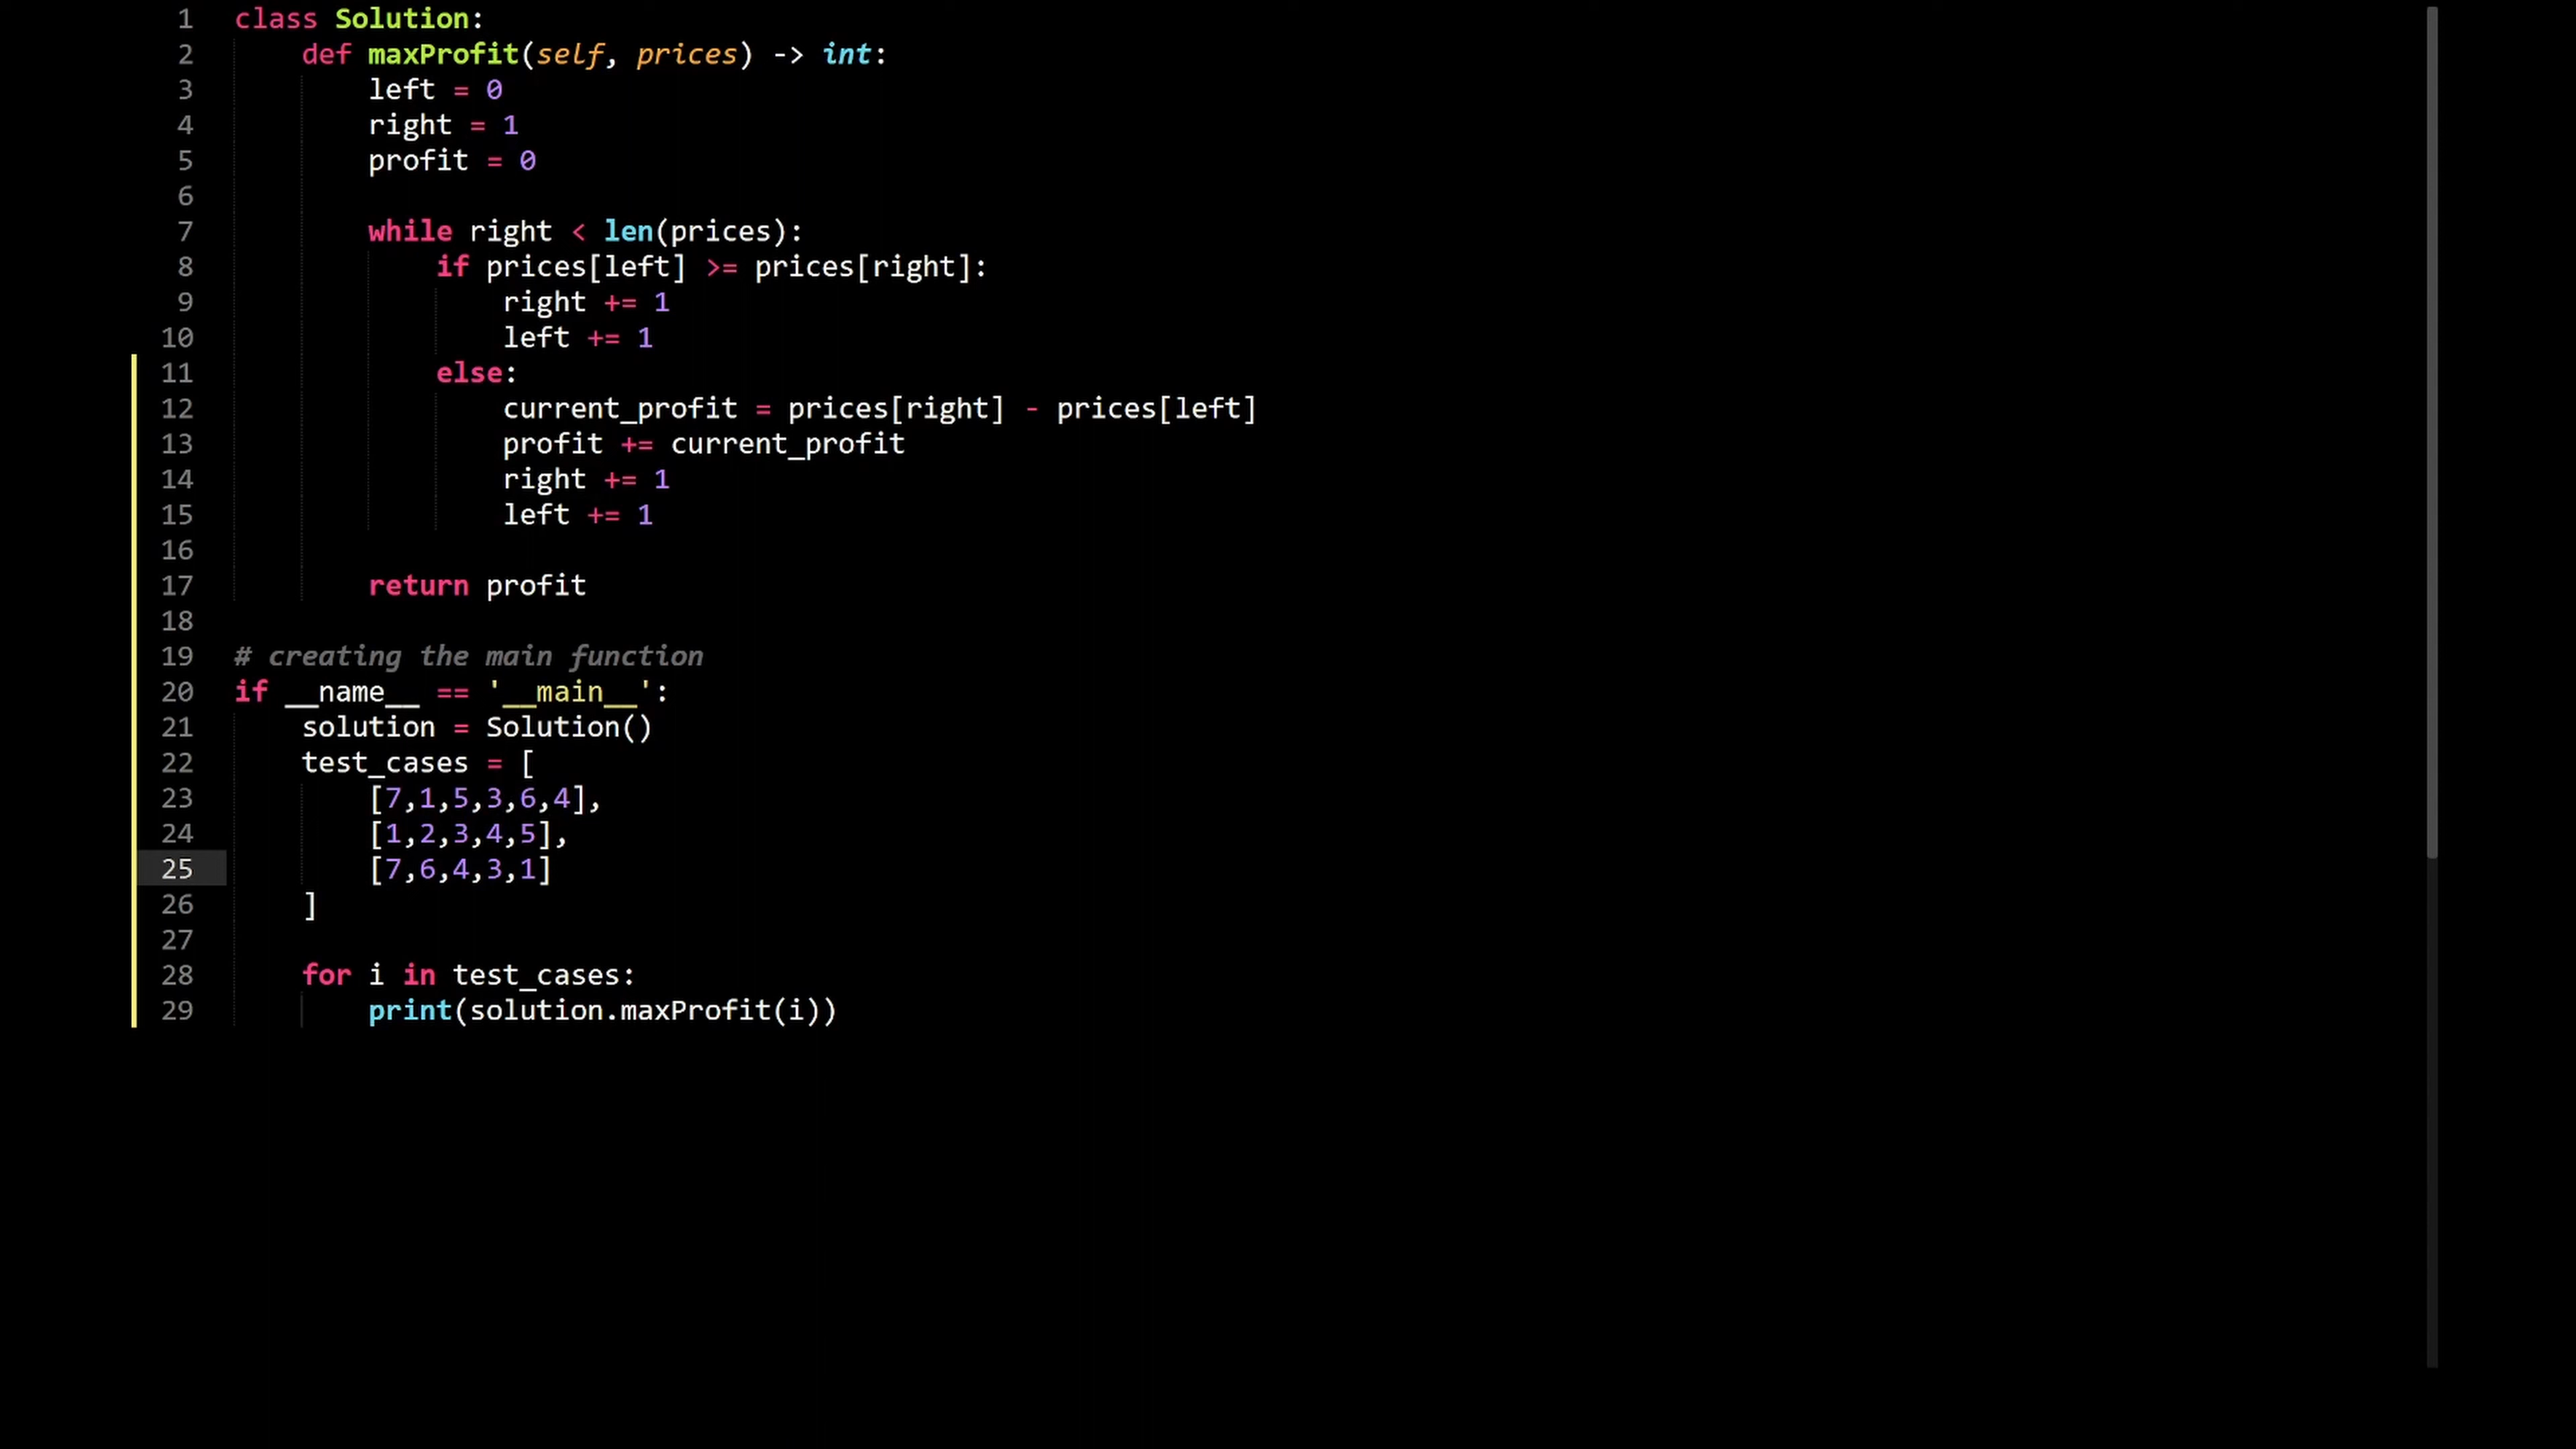 1 class Solution:
2     def maxProfit(self, prices) -> int:
3         left = 0
4         right = 1
5         profit = 0
6
7         while right < len(prices):
8             if prices[left] >= prices[right]:
9                 right += 1
10                 left += 1
11             else:
12                 current_profit = prices[right] - prices[left]
13                 profit += current_profit
14                 right += 1
15                 left += 1
16
17         return profit
18
19 # creating the main function
20 if __name__ == '__main__':
21     solution = Solution()
22     test_cases = [
23         [7,1,5,3,6,4],
24         [1,2,3,4,5],
25         [7,6,4,3,1]
26     ]
27
28     for i in test_cases:
29         print(solution.maxProfit(i))